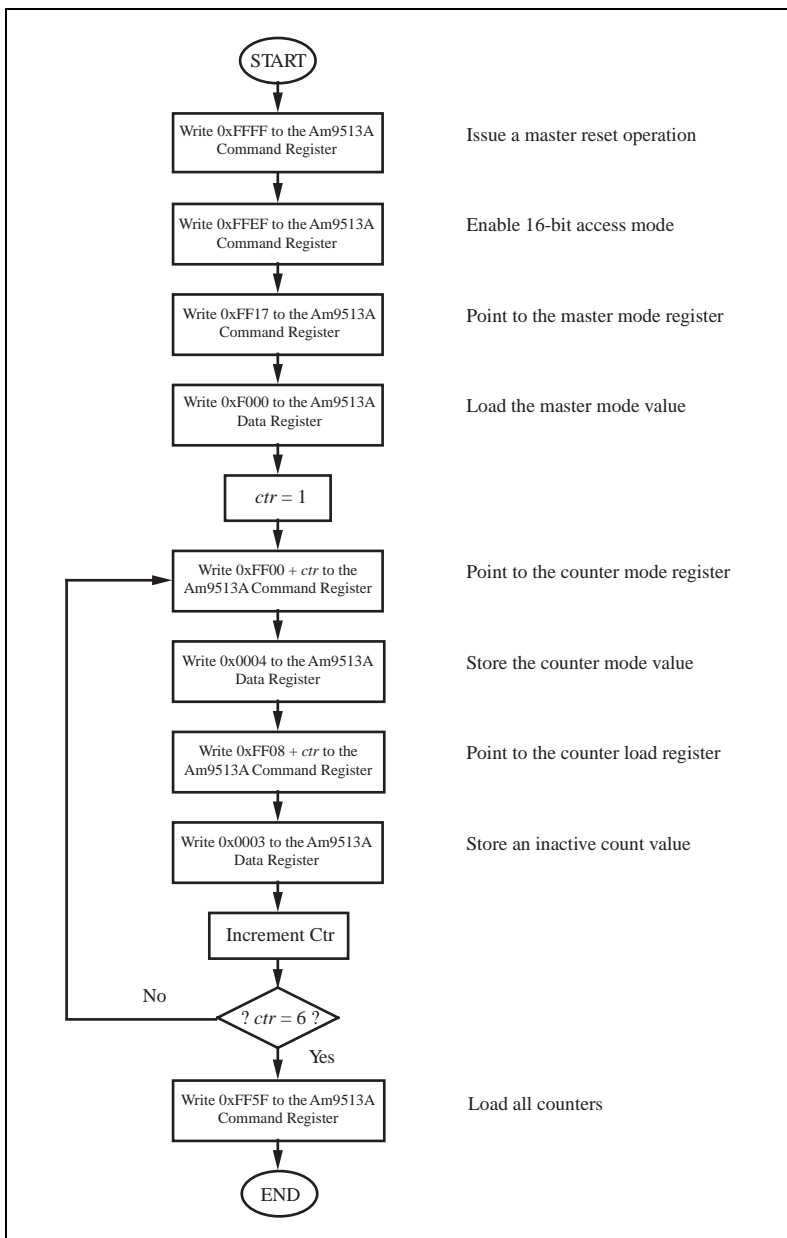 START
Write 0xFFFF to the Am9513A
Command Register
Issue a master reset operation
Write 0xFFEF to the Am9513A
Command Register
Enable 16-bit access mode
Write 0xFF17 to the Am9513A
Command Register
Point to the master mode register
Write 0xF000 to the Am9513A
Data Register
Load the master mode value
ctr = 1
Write 0xFF00 + ctr to the
Am9513A Command Register
Point to the counter mode register
Write 0x0004 to the Am9513A
Data Register
Store the counter mode value
Write 0xFF08 + ctr to the
Am9513A Command Register
Point to the counter load register
Write 0x0003 to the Am9513A
Data Register
Store an inactive count value
Increment Ctr
No
? ctr = 6 ?
Yes
Write 0xFF5F to the Am9513A
Command Register
Load all counters
END